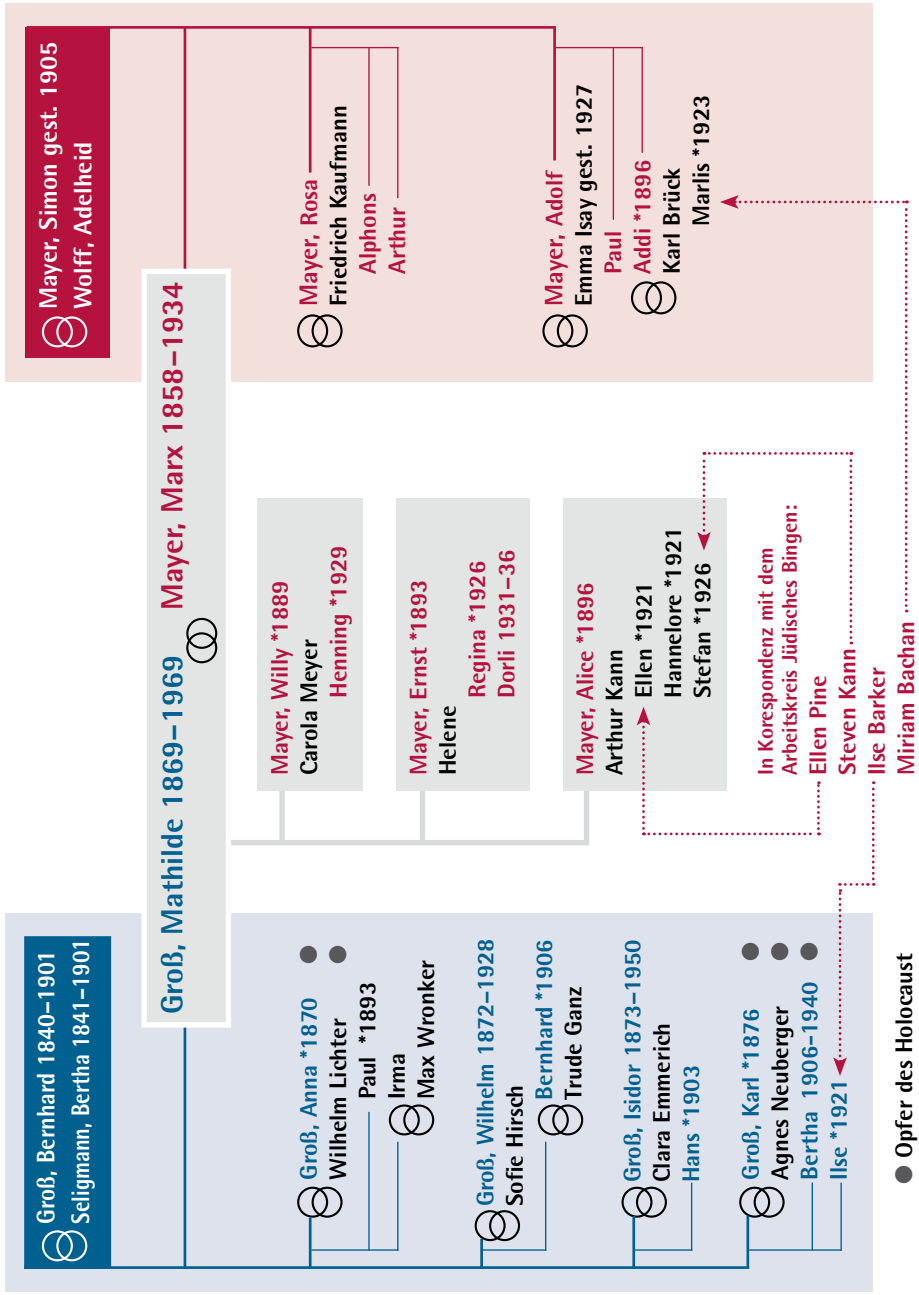 Groß, Bernhard 1840–1901
Seligmann, Bertha 1841–1901
Groß, Mathilde 1869–1969 Mayer, Marx 1858–1934
Mayer, Simon gest. 1905
Wolff, Adelheid
Groß, Anna *1870
Wilhelm Lichter
Paul *1893
Irma
Max Wronker
Groß, Wilhelm 1872–1928
Sofie Hirsch
Bernhard *1906
Trude Ganz
Groß, Isidor 1873–1950
Clara Emmerich
Hans *1903
Groß, Karl *1876
Agnes Neuberger
Bertha 1906–1940
Ilse *1921
Mayer, Willy *1889
Carola Meyer
Henning *1929
Mayer, Ernst *1893
Helene
Regina *1926
Dorli 1931–36
Mayer, Alice *1896
Arthur Kann
Ellen *1921
Hannelore *1921
Stefan *1926
Mayer, Rosa
Friedrich Kaufmann
Alphons
Arthur
Mayer, Adolf
Emma Isay gest. 1927
Paul
Addi *1896
Karl Brück
Marlis *1923
In Korespondenz mit dem
Arbeitskreis Jüdisches Bingen:
Ellen Pine
Steven Kann
Ilse Barker
Miriam Bachan
● Opfer des Holocaust